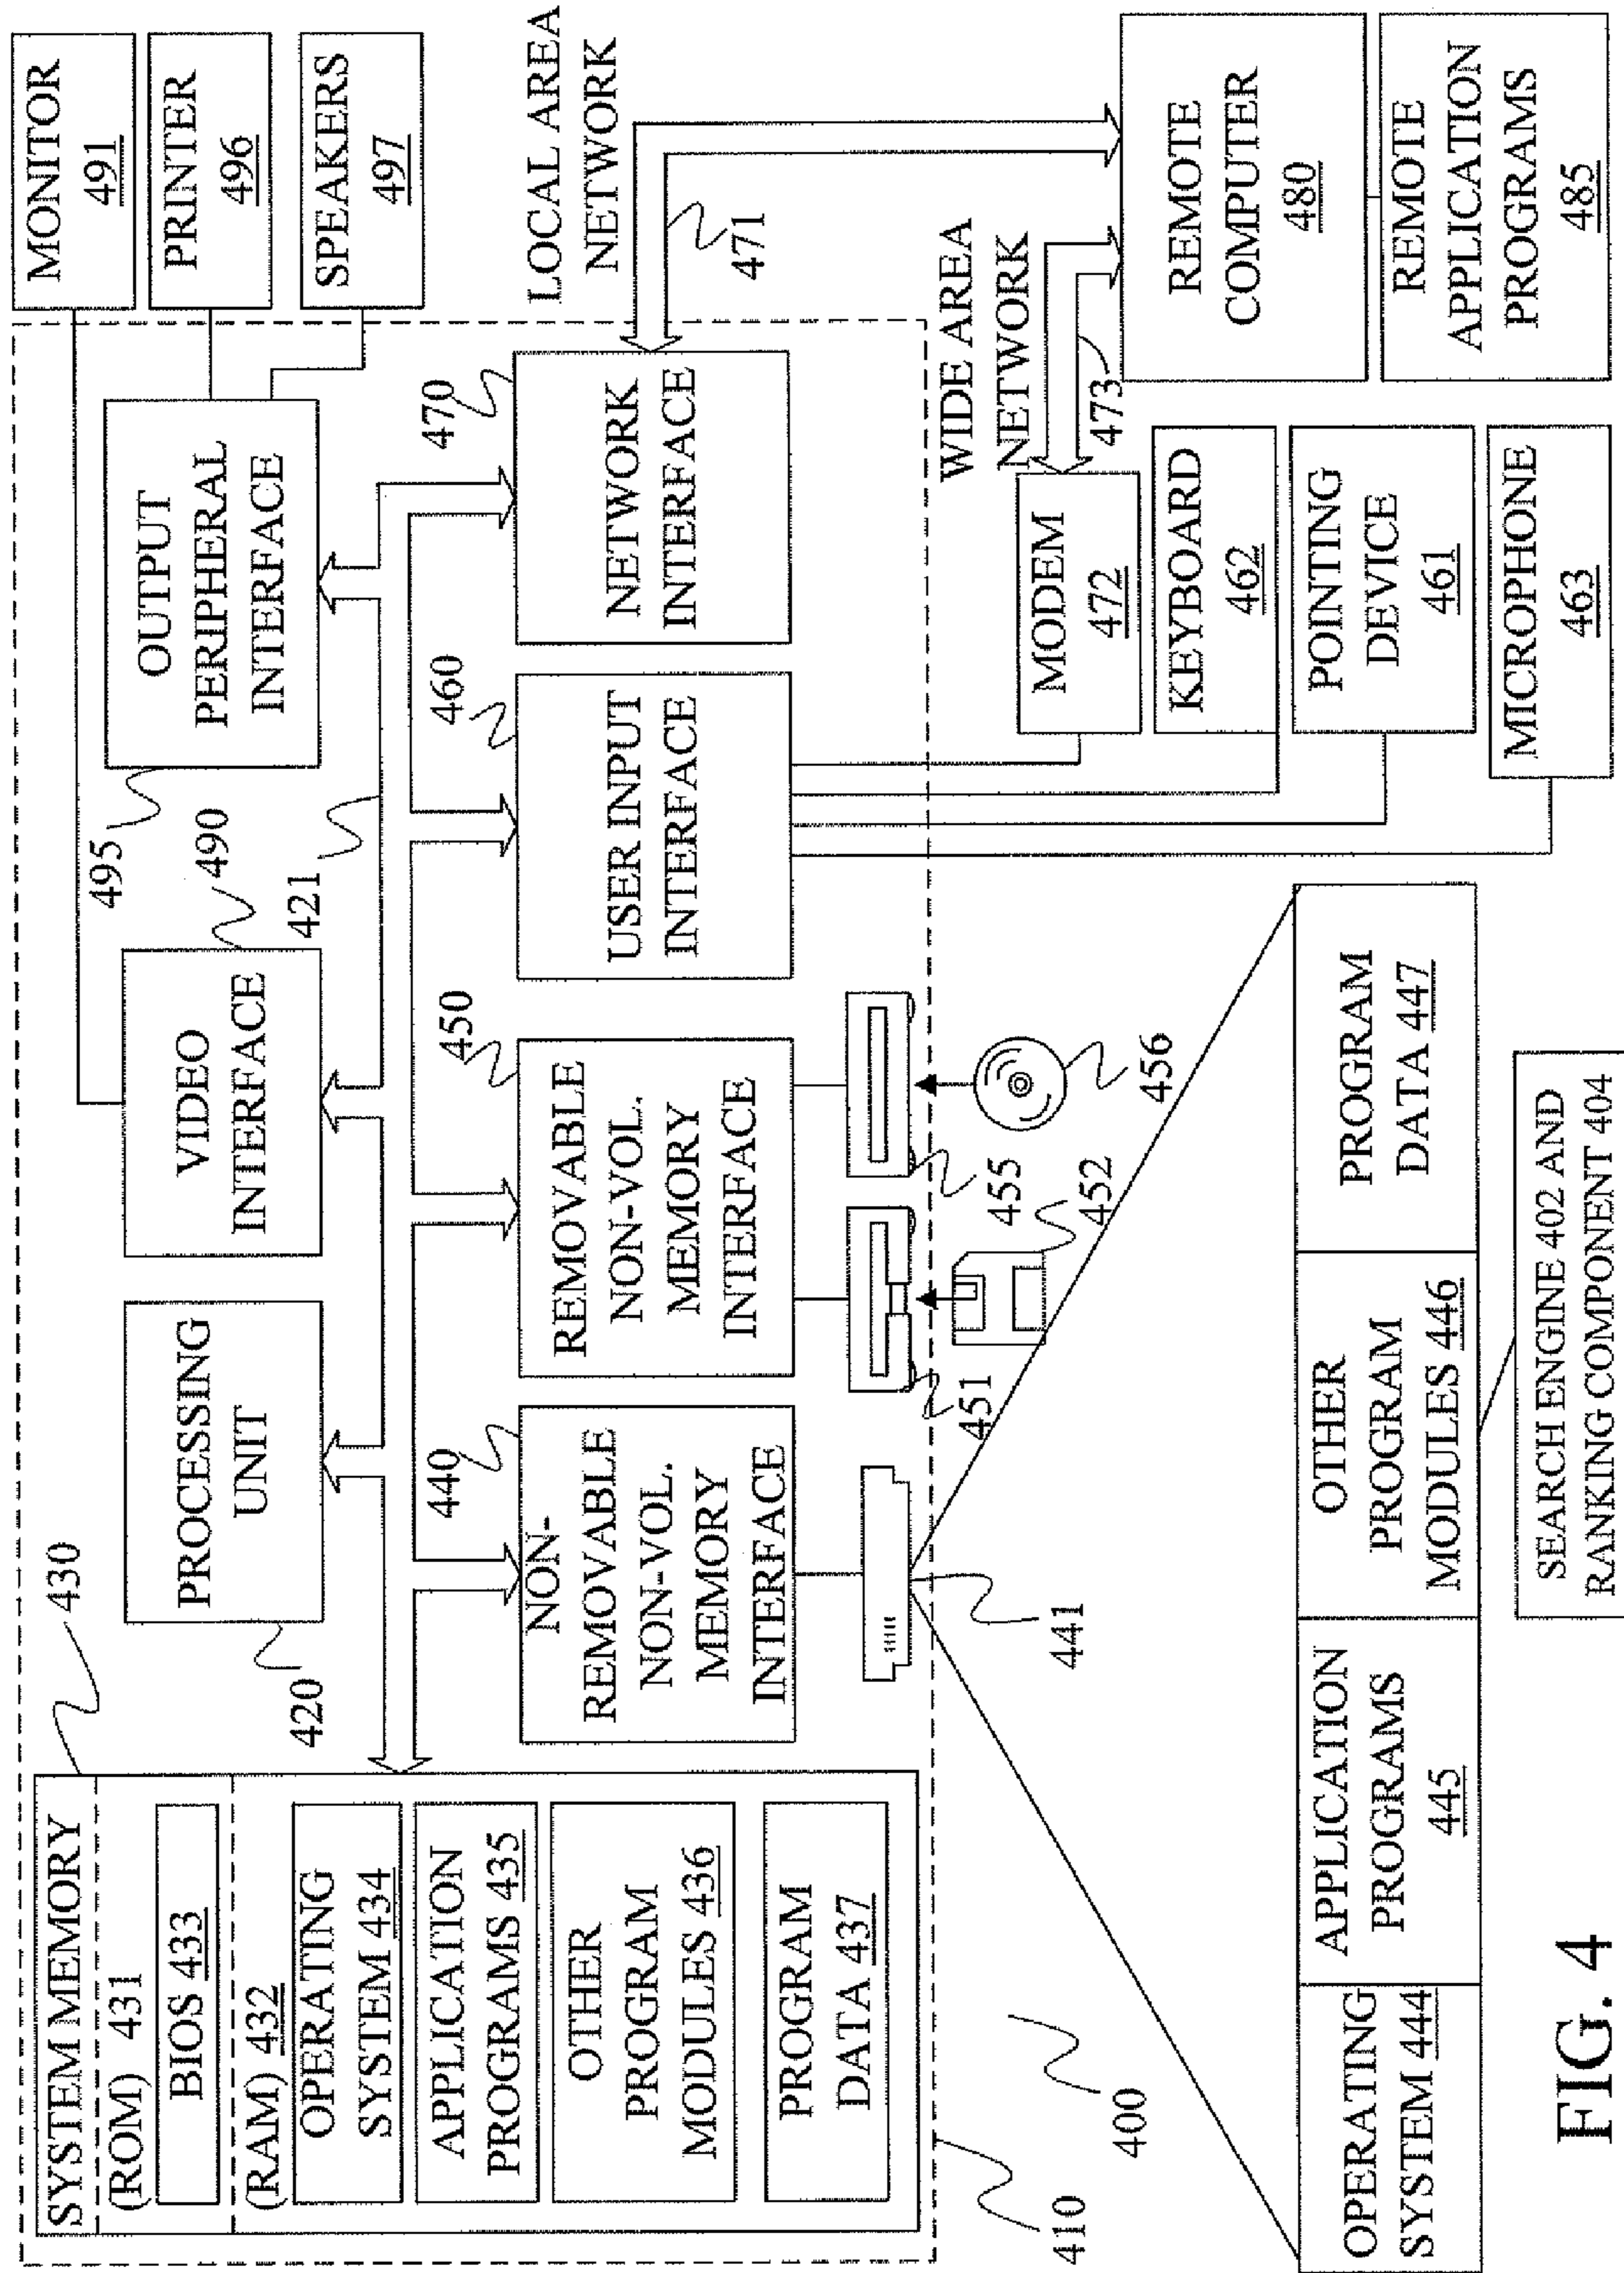 SYSTEM MEMORY
(ROM) 431
BIOS 433
(RAM) 432
OPERATING
SYSTEM 434
APPLICATION
PROGRAMS 435
OTHER
PROGRAM
MODULES 436
PROGRAM
DATA 437
430
420
PROCESSING
UNIT
VIDEO
INTERFACE
490
421
495
OUTPUT
PERIPHERAL
INTERFACE
MONITOR
491
PRINTER
496
SPEAKERS
497
440
NON-
REMOVABLE
NON-VOL.
MEMORY
INTERFACE
450
REMOVABLE
NON-VOL.
MEMORY
INTERFACE
460
USER INPUT
INTERFACE
470
NETWORK
INTERFACE
LOCAL AREA
NETWORK
471
441
451
452
455
456
WIDE AREA
NETWORK
473
MODEM
472
KEYBOARD
462
POINTING
DEVICE
461
MICROPHONE
463
REMOTE
COMPUTER
480
REMOTE
APPLICATION
PROGRAMS
485
410
400
OPERATING
SYSTEM 444
APPLICATION
PROGRAMS
445
OTHER
PROGRAM
MODULES 446
PROGRAM
DATA 447
SEARCH ENGINE 402 AND
RANKING COMPONENT 404
FIG. 4